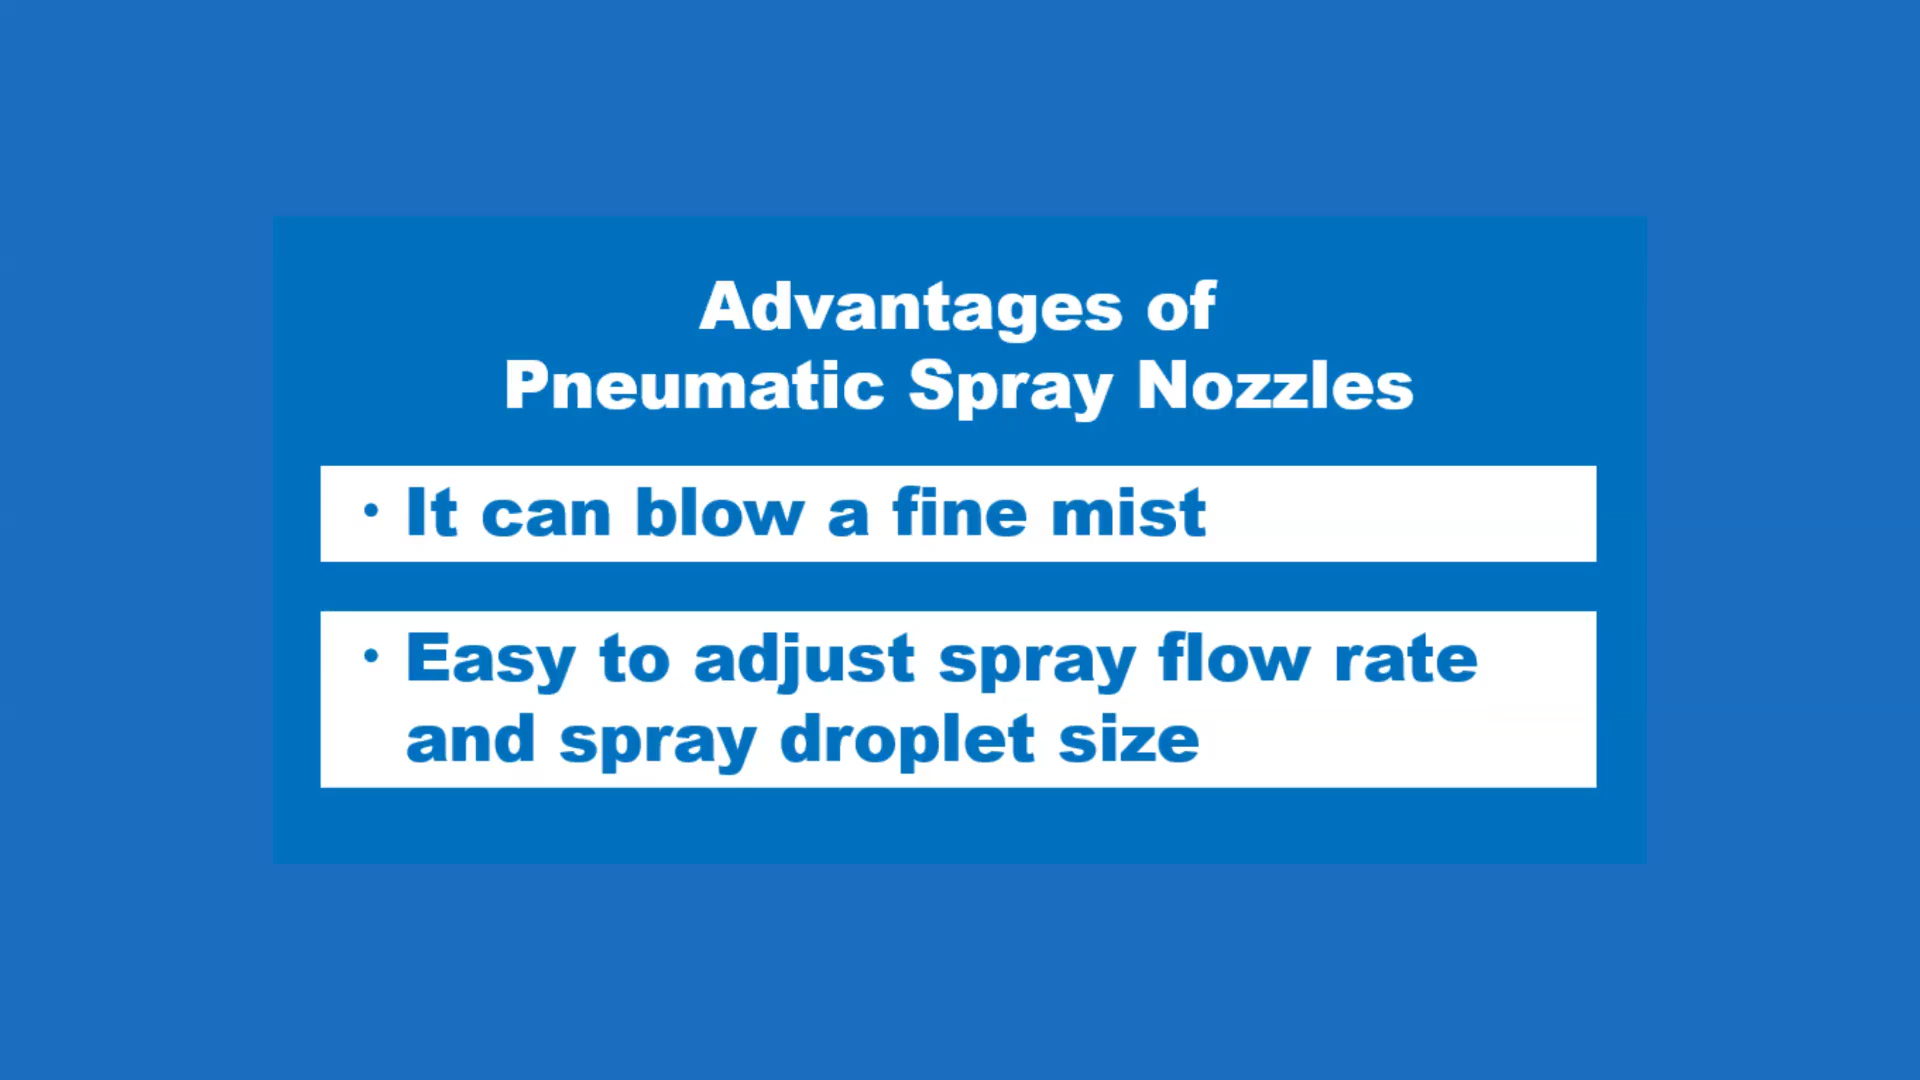 Advantages of
Pneumatic Spray Nozzles
・It can blow a fine mist
・Easy to adjust spray flow rate
and spray droplet size